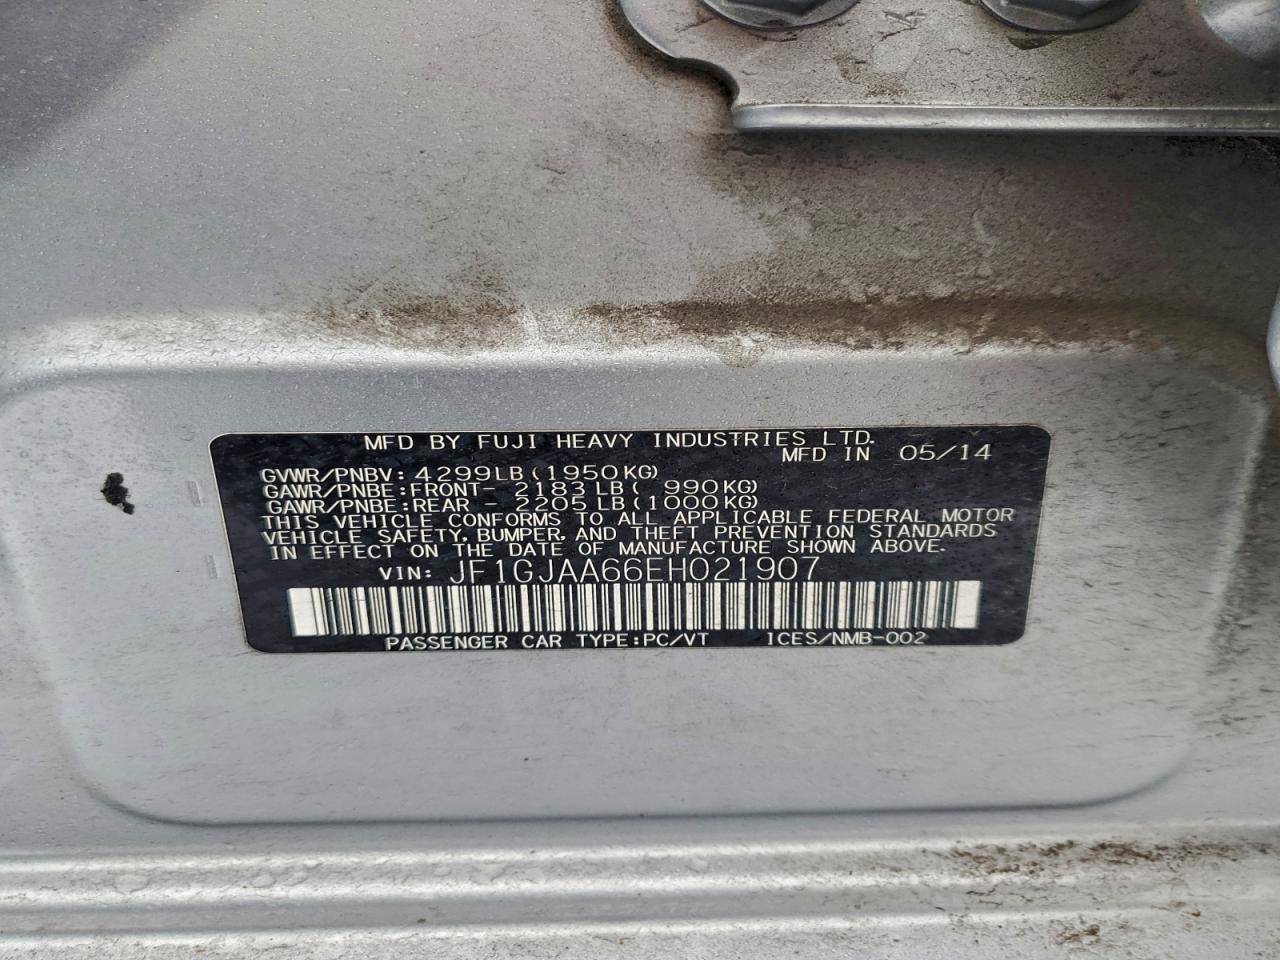 MFD BY FUJI HEAVY INDUSTRIES LTD.
MFD IN 05/14
GVWR/PNBV: 4299LB(1950KG)
GAWR/PNBE:FRONT- 2183LB( 990KG)
GAWR/PNBE:REAR - 2205LB(1000KG)
THIS VEHICLE CONFORMS TO ALL APPLICABLE FEDERAL MOTOR
VEHICLE SAFETY, BUMPER, AND THEFT PREVENTION STANDARDS
IN EFFECT ON THE DATE OF MANUFACTURE SHOWN ABOVE.
VIN: JF1GJAA66EH021907
PASSENGER CAR TYPE:PC/VT ICES/NMB-002